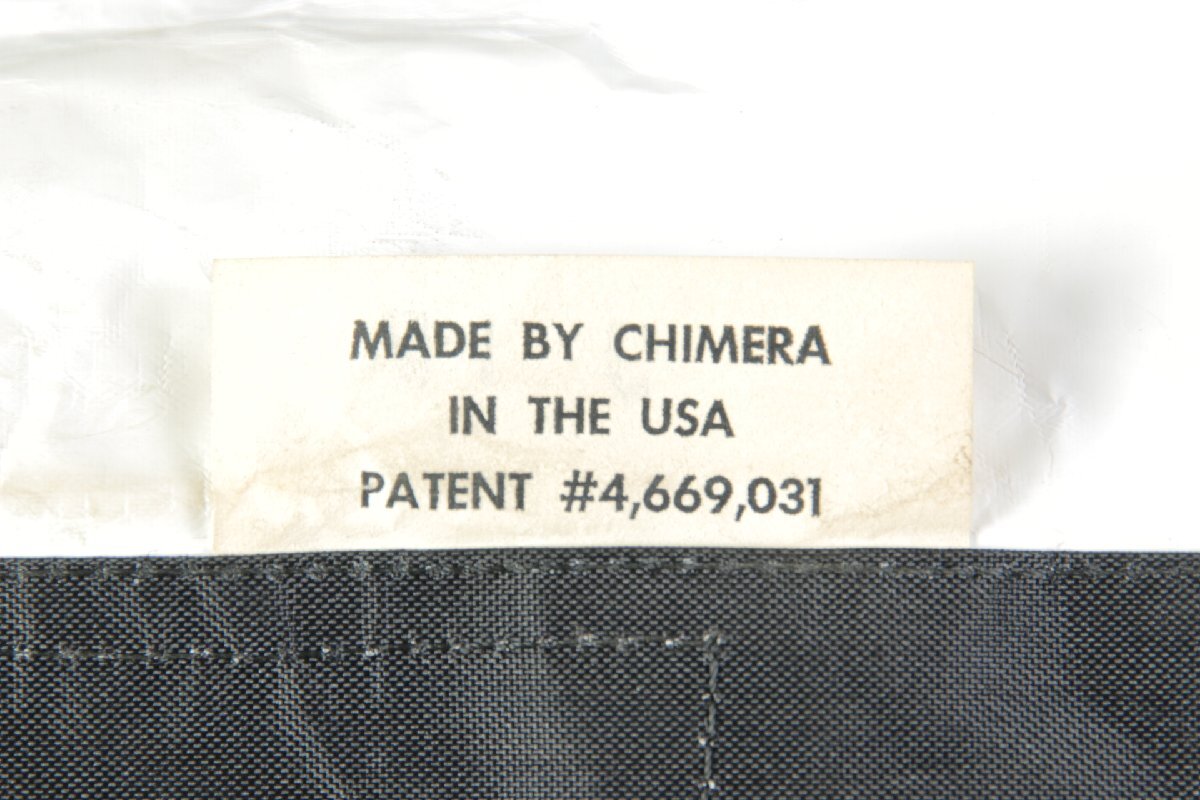 MADE BY CHIMERA
IN THE USA
PATENT #4,669,031